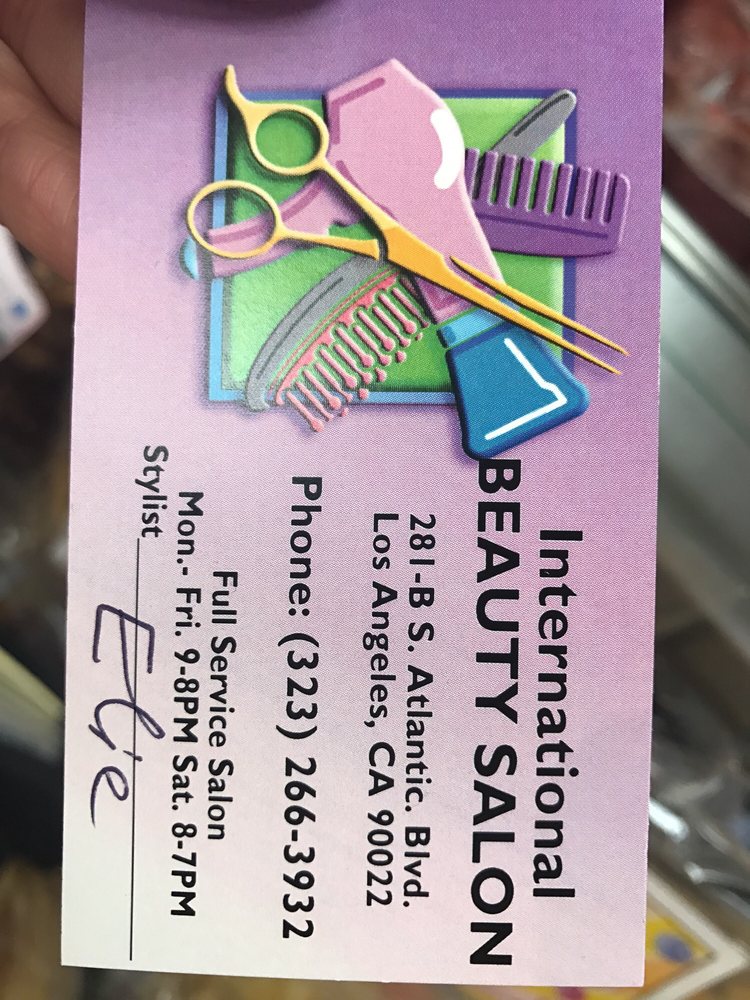 International
BEAUTY SALON
281-B S. Atlantic. Blvd.
Los Angeles, CA 90022
Phone: (323) 266-3932
Full Service Salon
Mon.- Fri. 9-8PM Sat. 8-7PM
Stylist Elie